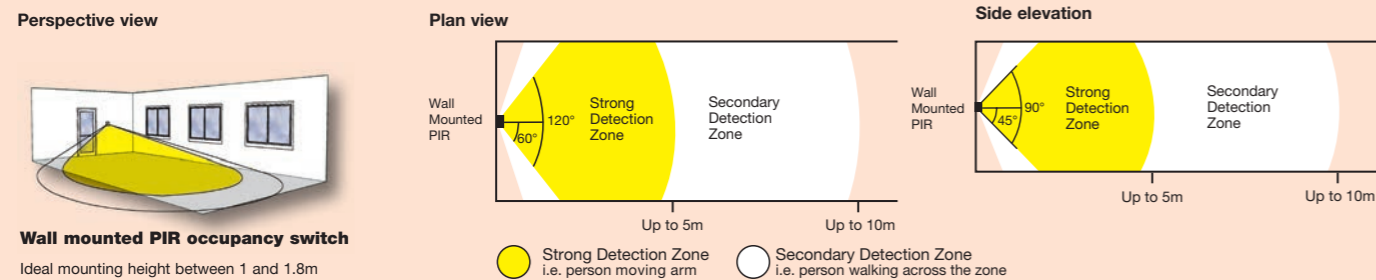 Perspective view
Wall mounted PIR occupancy switch
Ideal mounting height between 1 and 1.8m
Plan view
Wall
Mounted
PIR
60°
120°
Strong
Detection
Zone
Secondary
Detection
Zone
Up to 5m
Up to 10m
Strong Detection Zone
i.e. person moving arm
Secondary Detection Zone
i.e. person walking across the zone
Side elevation
Wall
Mounted
PIR
45°
90°
Strong
Detection
Zone
Secondary
Detection
Zone
Up to 5m
Up to 10m